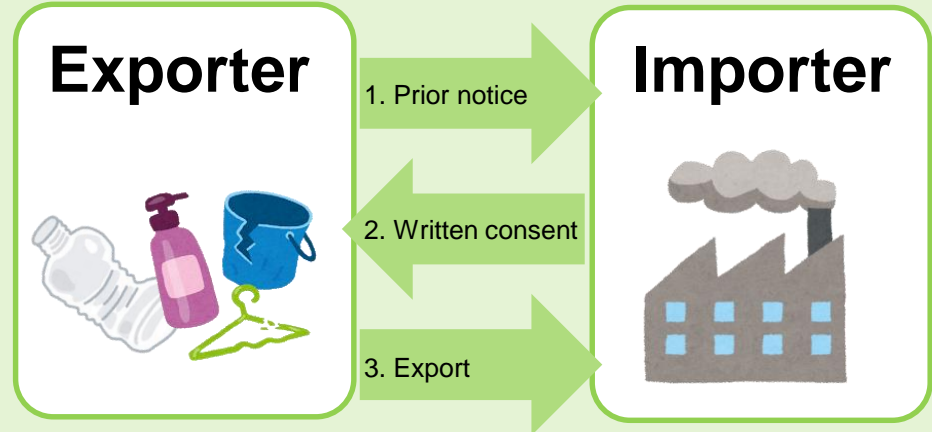 Exporter
Importer
1. Prior notice
2. Written consent
3. Export